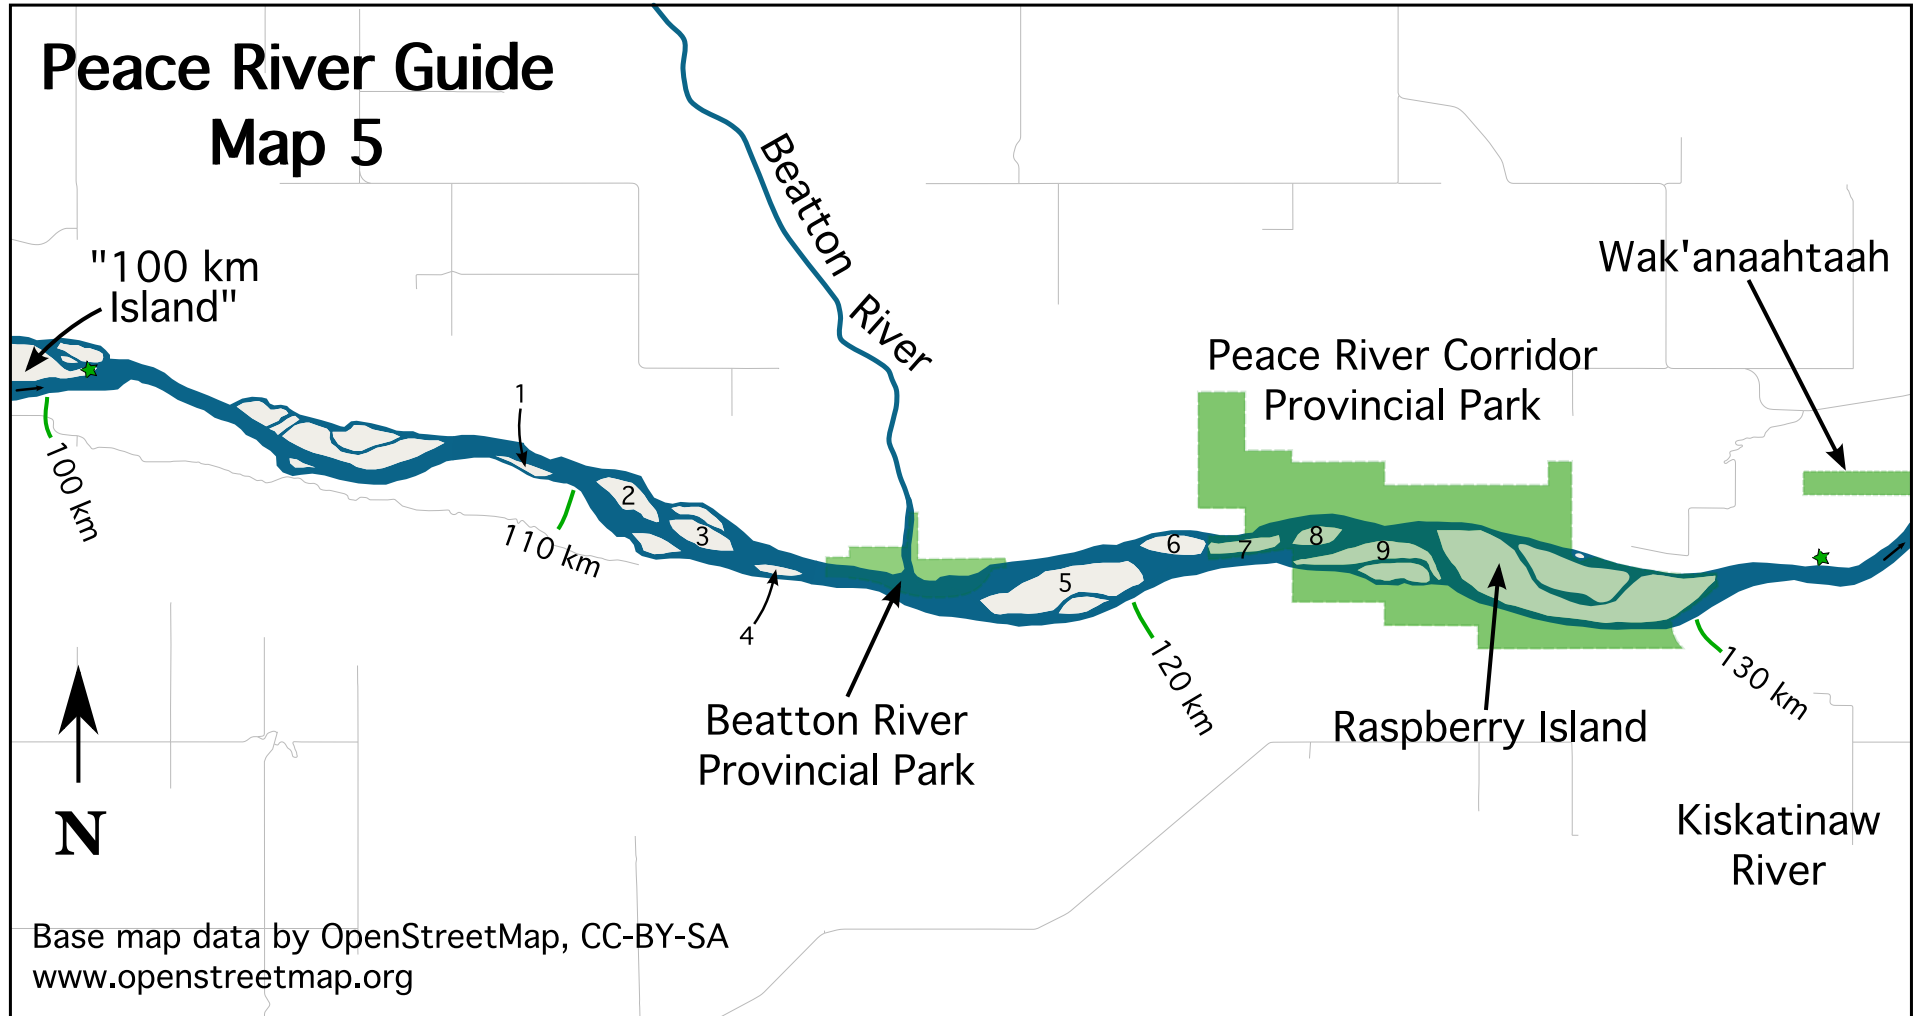 Peace River Guide
Map 5
Beatton
River
"100 km
Island"
Wak'anaahtaah
Peace River Corridor
Provincial Park
1
2
3
4
5
6
7
8
9
100 km
110 km
120 km
130 km
Beatton River
Provincial Park
Raspberry Island
Kiskatinaw
River
N
Base map data by OpenStreetMap, CC-BY-SA
www.openstreetmap.org